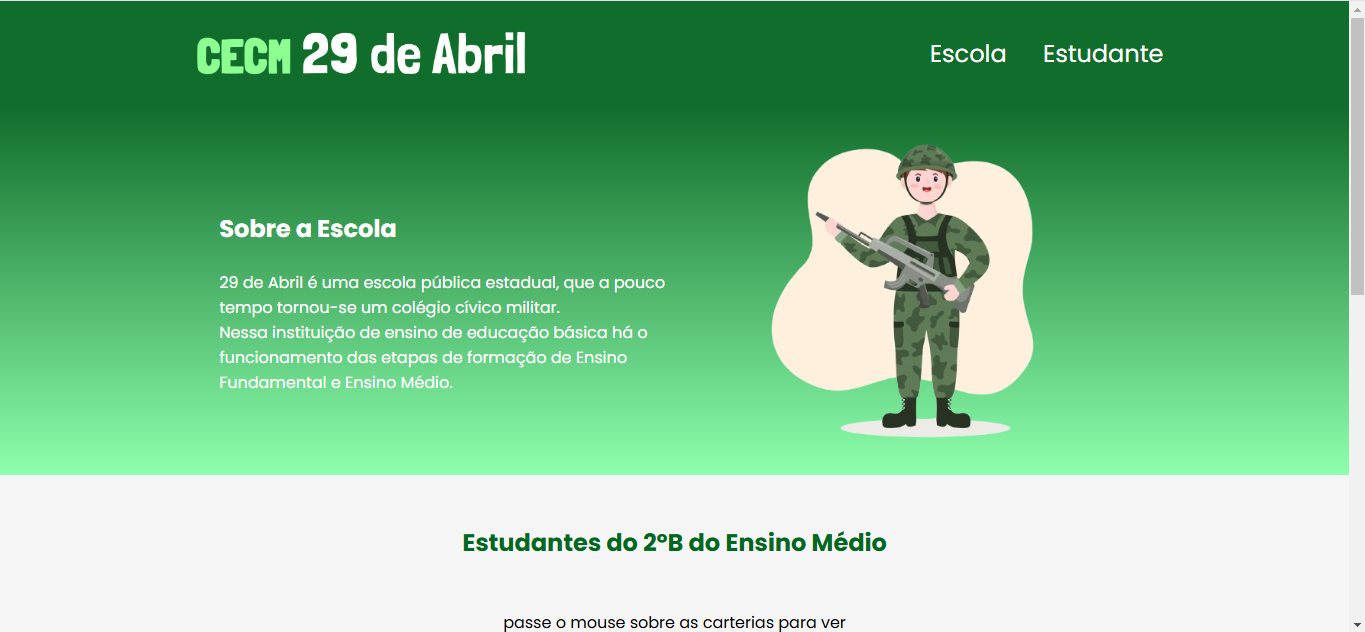 CECM 29 de Abril
Escola Estudante
Sobre a Escola
29 de Abril é uma escola pública estadual, que a pouco
tempo tornou-se um colégio cívico militar.
Nessa instituição de ensino de educação básica há o
funcionamento das etapas de formação de Ensino
Fundamental e Ensino Médio.
Estudantes do 2ºB do Ensino Médio
passe o mouse sobre as carterias para ver